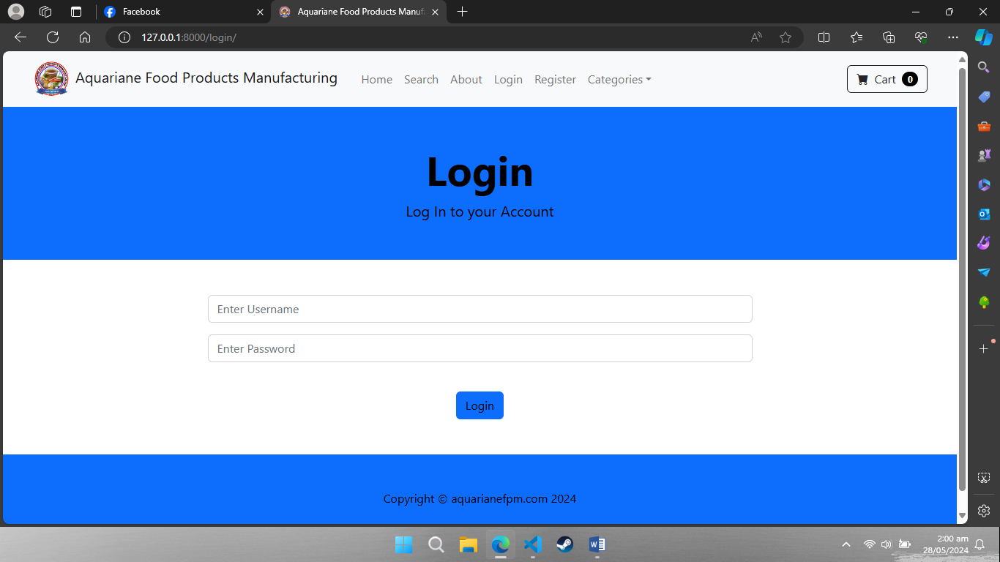 Facebook
Aquariane Food Products Manufa
127.0.0.1:8000/login/
Aquariane Food Products Manufacturing
Home
Search
About
Login
Register
Categories
Cart 0
Login
Log In to your Account
Enter Username
Enter Password
Login
Copyright © aquarianefpm.com 2024
2:00 am
28/05/2024